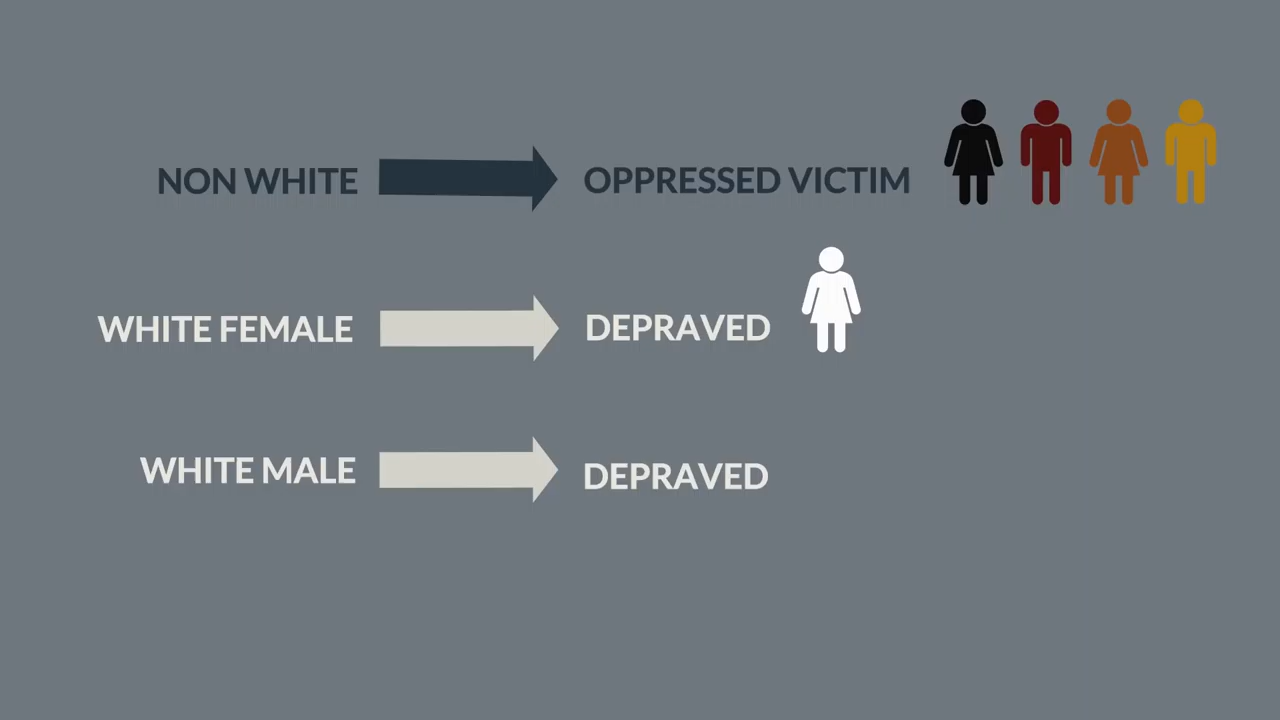 NON WHITE OPPRESSED VICTIM
WHITE FEMALE DEPRAVED
WHITE MALE DEPRAVED